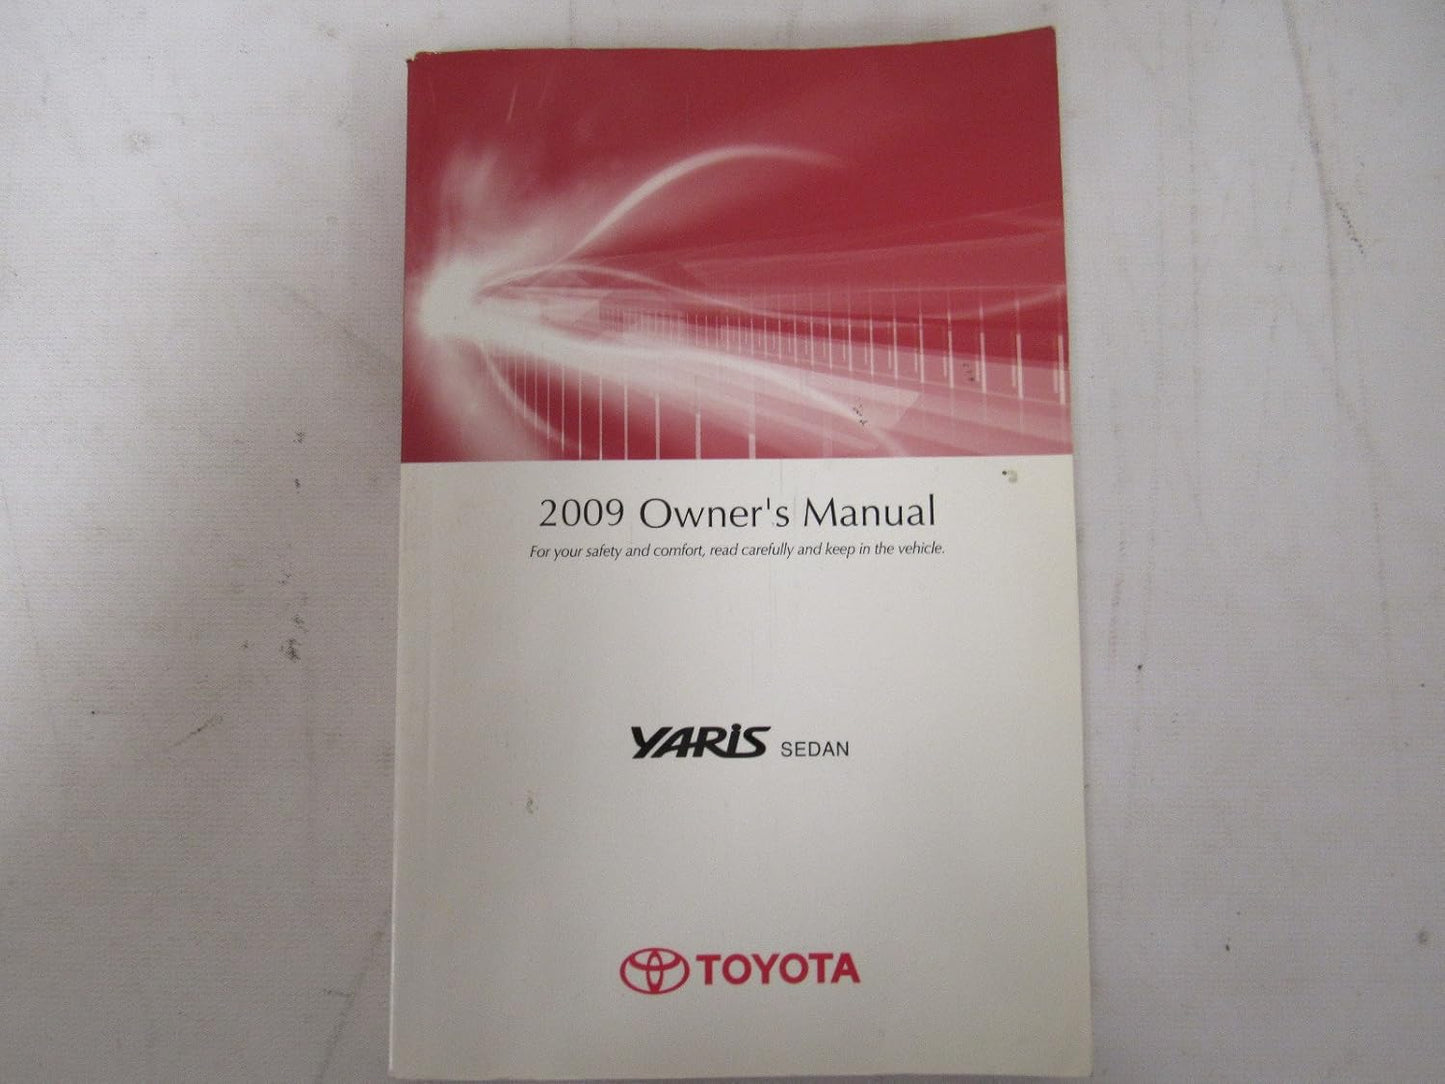 2009 Owner's Manual
For your safety and comfort, read carefully and keep in the vehicle.
YARiS SEDAN
TOYOTA